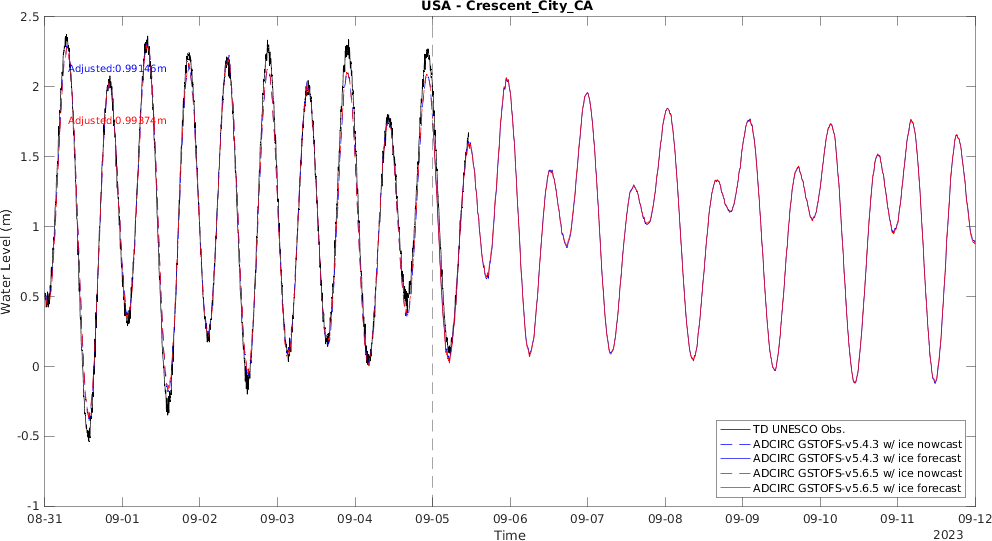 USA - Crescent_City_CA
2.5
2
1.5
1
0.5
0
-0.5
-1
Water Level (m)
Adjusted:0.99146m
Adjusted:0.99374m
TD UNESCO Obs.
ADCIRC GSTOFS-v5.4.3 w/ ice nowcast
ADCIRC GSTOFS-v5.4.3 w/ ice forecast
ADCIRC GSTOFS-v5.6.5 w/ ice nowcast
ADCIRC GSTOFS-v5.6.5 w/ ice forecast
08-31 09-01 09-02 09-03 09-04 09-05 09-06 09-07 09-08 09-09 09-10 09-11 09-12
Time
2023